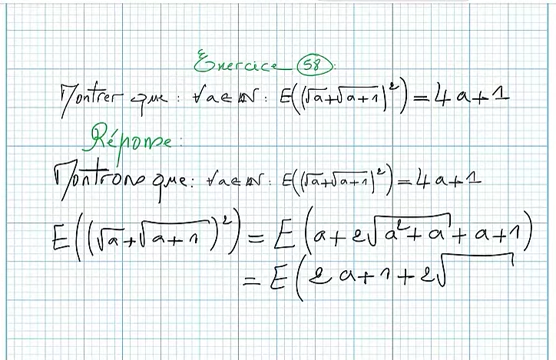 Exercice 58
Montrer que : ∀a∈ℕ: E((√a+√(a+1))²)=4a+1
Réponse:
Montrons que: ∀a∈ℕ: E((√a+√(a+1))²)=4a+1
E((√a+√(a+1))²) = E(a+2√(a²+a)+a+1)
= E(2a+1+2√